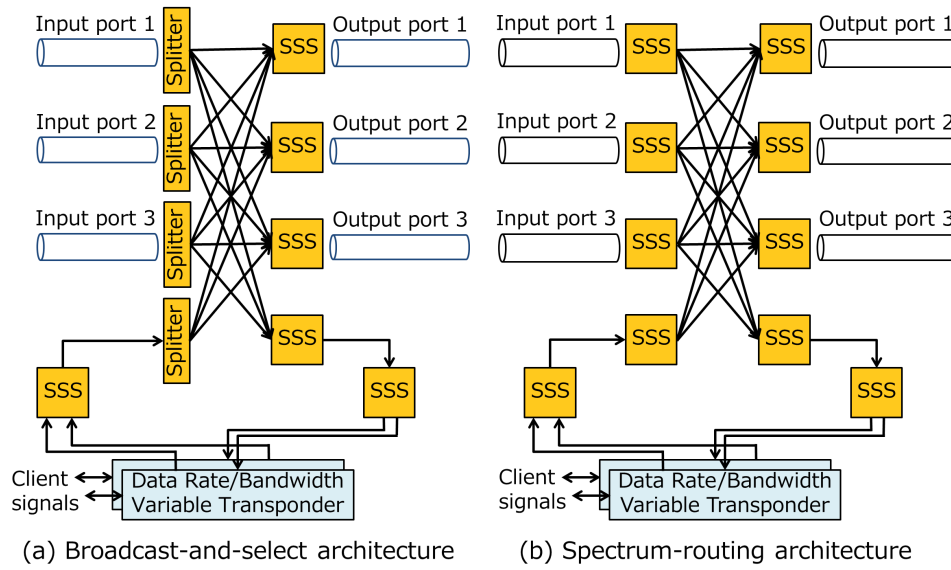 Input port 1
Splitter
SSS
Output port 1
Input port 2
Splitter
SSS
Output port 2
Input port 3
Splitter
SSS
Output port 3
Splitter
SSS
SSS
SSS
Client
signals
Data Rate/Bandwidth
Variable Transponder
(a) Broadcast-and-select architecture
Input port 1
SSS
SSS
Output port 1
Input port 2
SSS
SSS
Output port 2
Input port 3
SSS
SSS
Output port 3
SSS
SSS
SSS
SSS
Client
signals
Data Rate/Bandwidth
Variable Transponder
(b) Spectrum-routing architecture